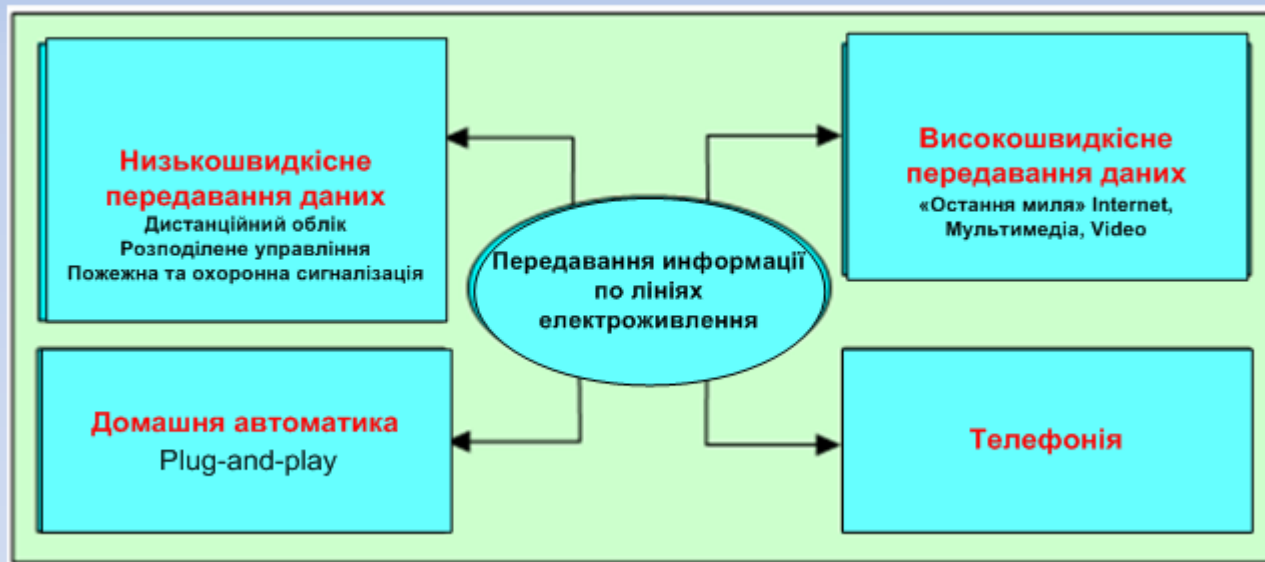 Низькошвидкісне
передавання даних
Дистанційний облік
Розподілене управління
Пожежна та охоронна сигналізація
Високошвидкісне
передавання даних
«Остання миля» Internet,
Мультимедіа, Video
Передавання информації
по лініях
електроживлення
Домашня автоматика
Plug-and-play
Телефонія